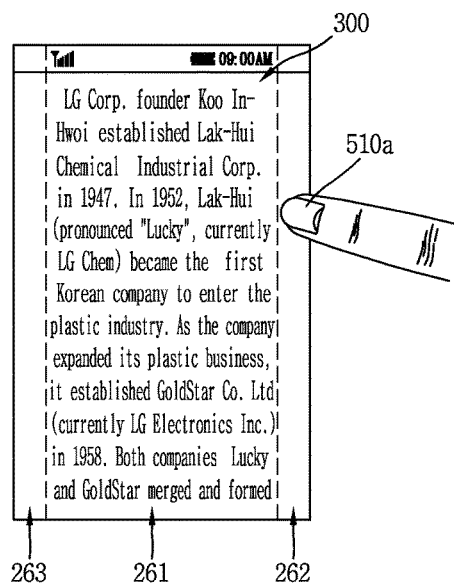 300
09:00AM
510a
LG Corp. founder Koo In-
Hwoi established Lak-Hui
Chemical Industrial Corp.
in 1947. In 1952, Lak-Hui
(pronounced "Lucky", currently
LG Chem) became the first
Korean company to enter the
plastic industry. As the company
expanded its plastic business,
it established GoldStar Co. Ltd
(currently LG Electronics Inc.)
in 1958. Both companies Lucky
and GoldStar merged and formed
263 261 262